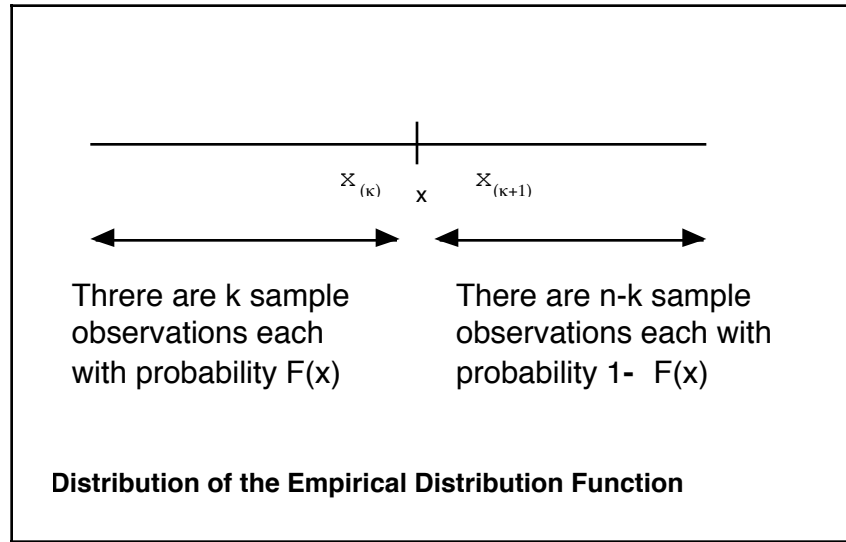 X(κ) x X(κ+1)
Threre are k sample
observations each
with probability F(x)
There are n-k sample
observations each with
probability 1- F(x)
Distribution of the Empirical Distribution Function